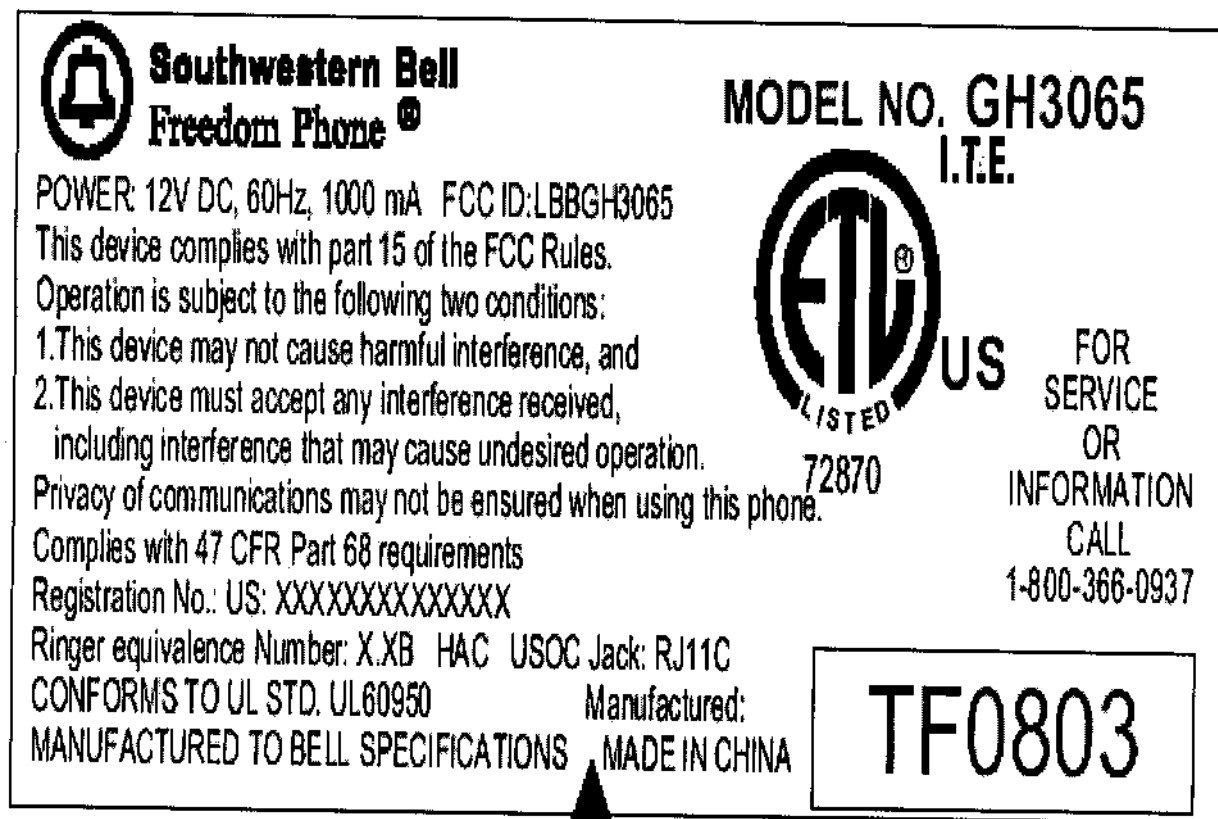 Southwestern Bell
Freedom Phone ®
MODEL NO. GH3065
I.T.E.
POWER: 12V DC, 60Hz, 1000 mA FCC ID:LBBGH3065
This device complies with part 15 of the FCC Rules.
Operation is subject to the following two conditions:
1.This device may not cause harmful interference, and
2.This device must accept any interference received,
including interference that may cause undesired operation.
Privacy of communications may not be ensured when using this phone.
Complies with 47 CFR Part 68 requirements
Registration No.: US: XXXXXXXXXXXXXX
Ringer equivalence Number: X.XB HAC USOC Jack: RJ11C
CONFORMS TO UL STD. UL60950
Manufactured:
MANUFACTURED TO BELL SPECIFICATIONS
MADE IN CHINA
ETL®
LISTED
US
72870
FOR
SERVICE
OR
INFORMATION
CALL
1-800-366-0937
TF0803